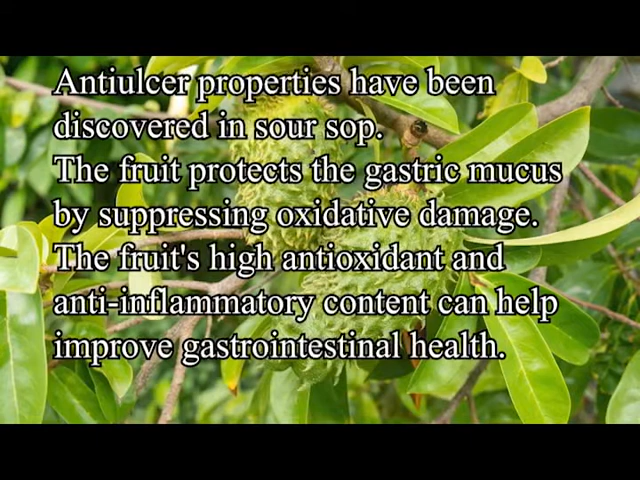 Antiulcer properties have been
discovered in sour sop.
The fruit protects the gastric mucus
by suppressing oxidative damage.
The fruit's high antioxidant and
anti-inflammatory content can help
improve gastrointestinal health.